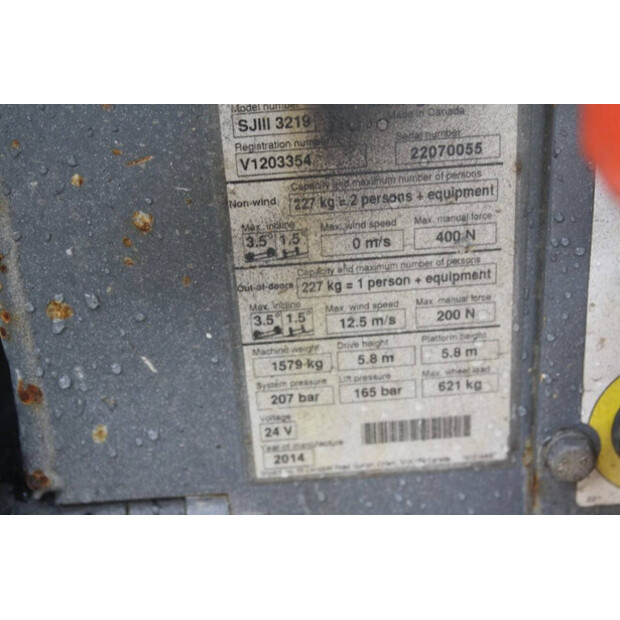 Model number
SJIII 3219
Made in Canada
Registration number
Serial number
V1203354
22070055
Capacity and maximum number of persons
Non-wind
227 kg = 2 persons + equipment
Max. incline
Max. wind speed
Max. manual force
3.5° 1.5°
0 m/s
400 N
Capacity and maximum number of persons
Out-of-doors
227 kg = 1 person + equipment
Max. incline
Max. wind speed
Max. manual force
3.5° 1.5°
12.5 m/s
200 N
Machine weight
Drive height
Platform height
1579 kg
5.8 m
5.8 m
System pressure
Lift pressure
Max. wheel load
207 bar
165 bar
621 kg
Voltage
24 V
Year of manufacture
2014